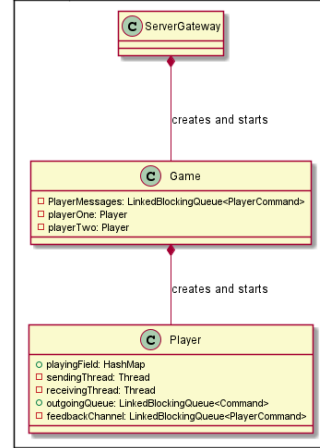 C ServerGateway
creates and starts
C Game
PlayerMessages: LinkedBlockingQueue<PlayerCommand>
playerOne: Player
playerTwo: Player
creates and starts
C Player
playingField: HashMap
sendingThread: Thread
receivingThread: Thread
outgoingQueue: LinkedBlockingQueue<Command>
feedbackChannel: LinkedBlockingQueue<PlayerCommand>